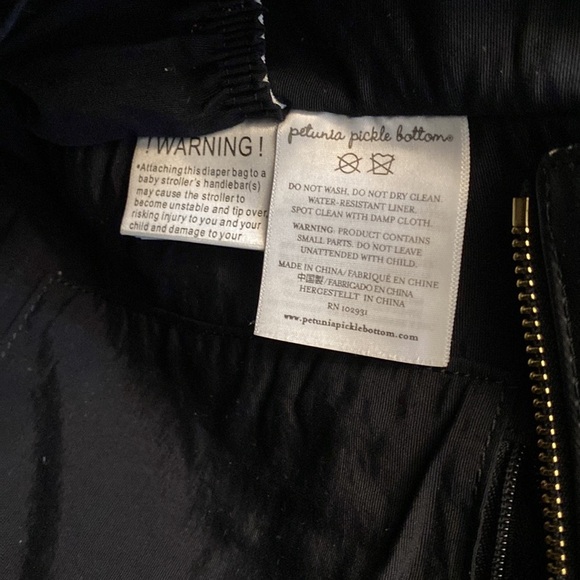 ! WARNING !
•Attaching this diaper bag to a
baby stroller's handlebar(s)
may cause the stroller to
become unstable and tip over
risking injury to you and your
child and damage to your
petunia pickle bottom®
DO NOT WASH, DO NOT DRY CLEAN.
WATER-RESISTANT LINER.
SPOT CLEAN WITH DAMP CLOTH.
WARNING: PRODUCT CONTAINS
SMALL PARTS. DO NOT LEAVE
UNATTENDED WITH CHILD.
MADE IN CHINA/FABRIQUÉ EN CHINE
中国製/FABRICADO EN CHINA
HERGESTELLT IN CHINA
RN 102931
www.petuniapicklebottom.com